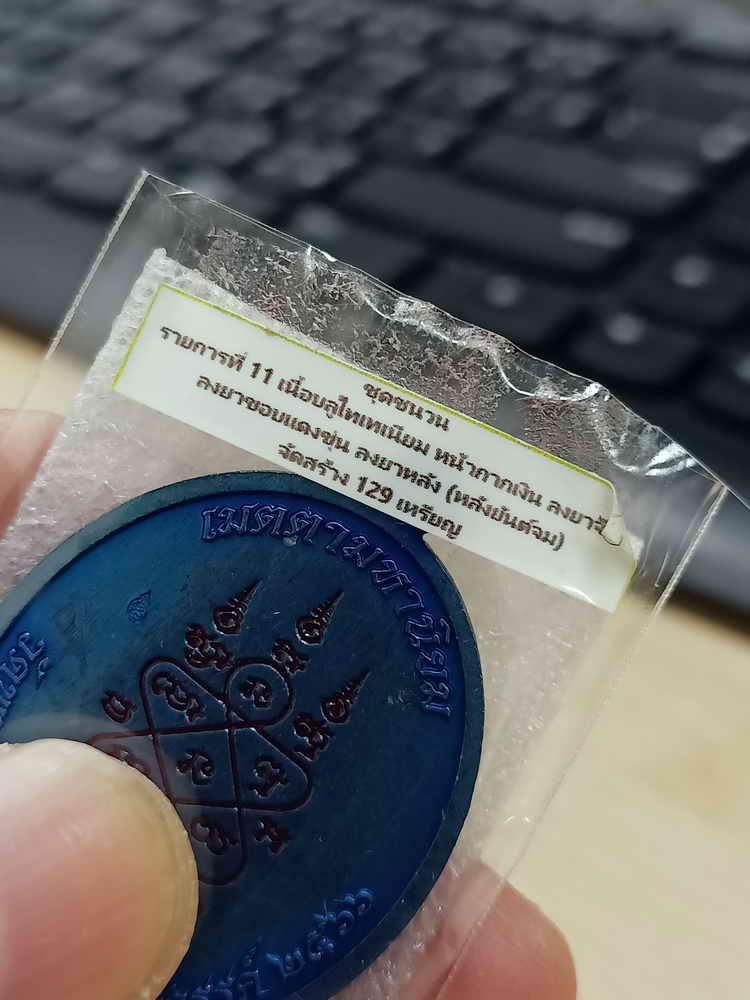 ชุดชนวน
รายการที่ 11 เนื้อบลูไทเทเนียม หน้ากากเงิน ลงยาสี
ลงยาขอบแดงขุ่น ลงยาหลัง (หลังยันต์จม)
จัดสร้าง 129 เหรียญ
เมตตามหานิยม